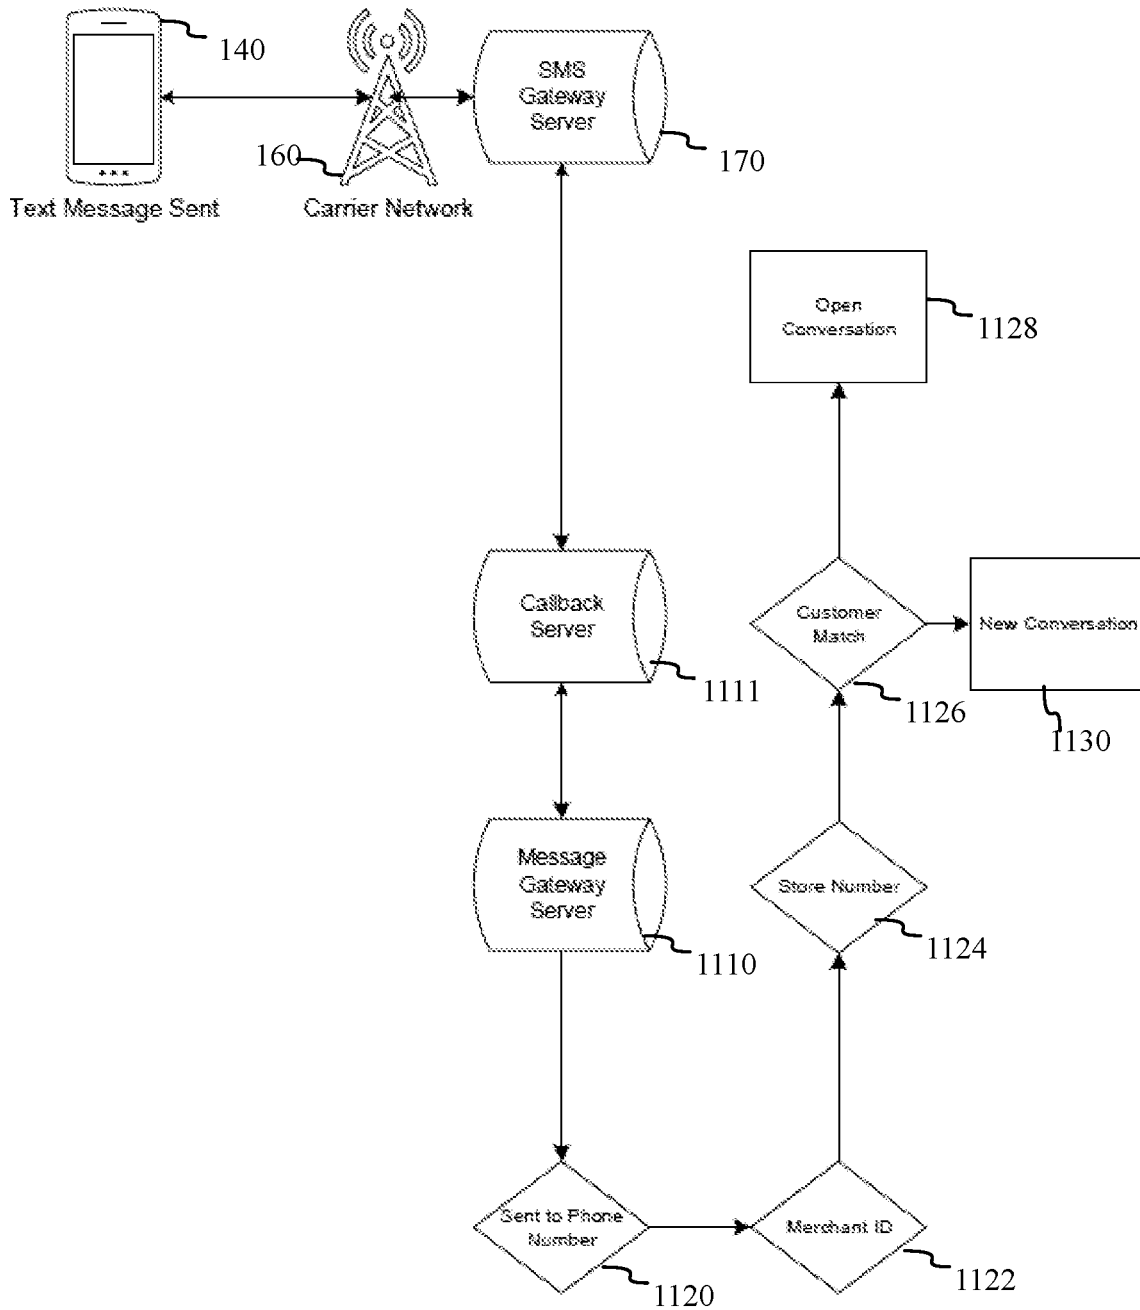 140
160
SMS
Gateway
Server
170
Text Message Sent
Carrier Network
Open
Conversation
1128
Callback
Server
1111
Customer
Match
1126
New Conversation
1130
Message
Gateway
Server
1110
Store Number
1124
Sent to Phone
Number
1120
Merchant ID
1122